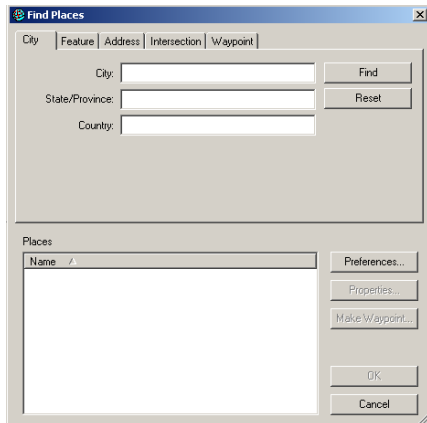 Find Places
City Feature Address Intersection Waypoint
City: Find
State/Province: Reset
Country:
Places
Name Preferences...
Properties...
Make Waypoint...
OK
Cancel